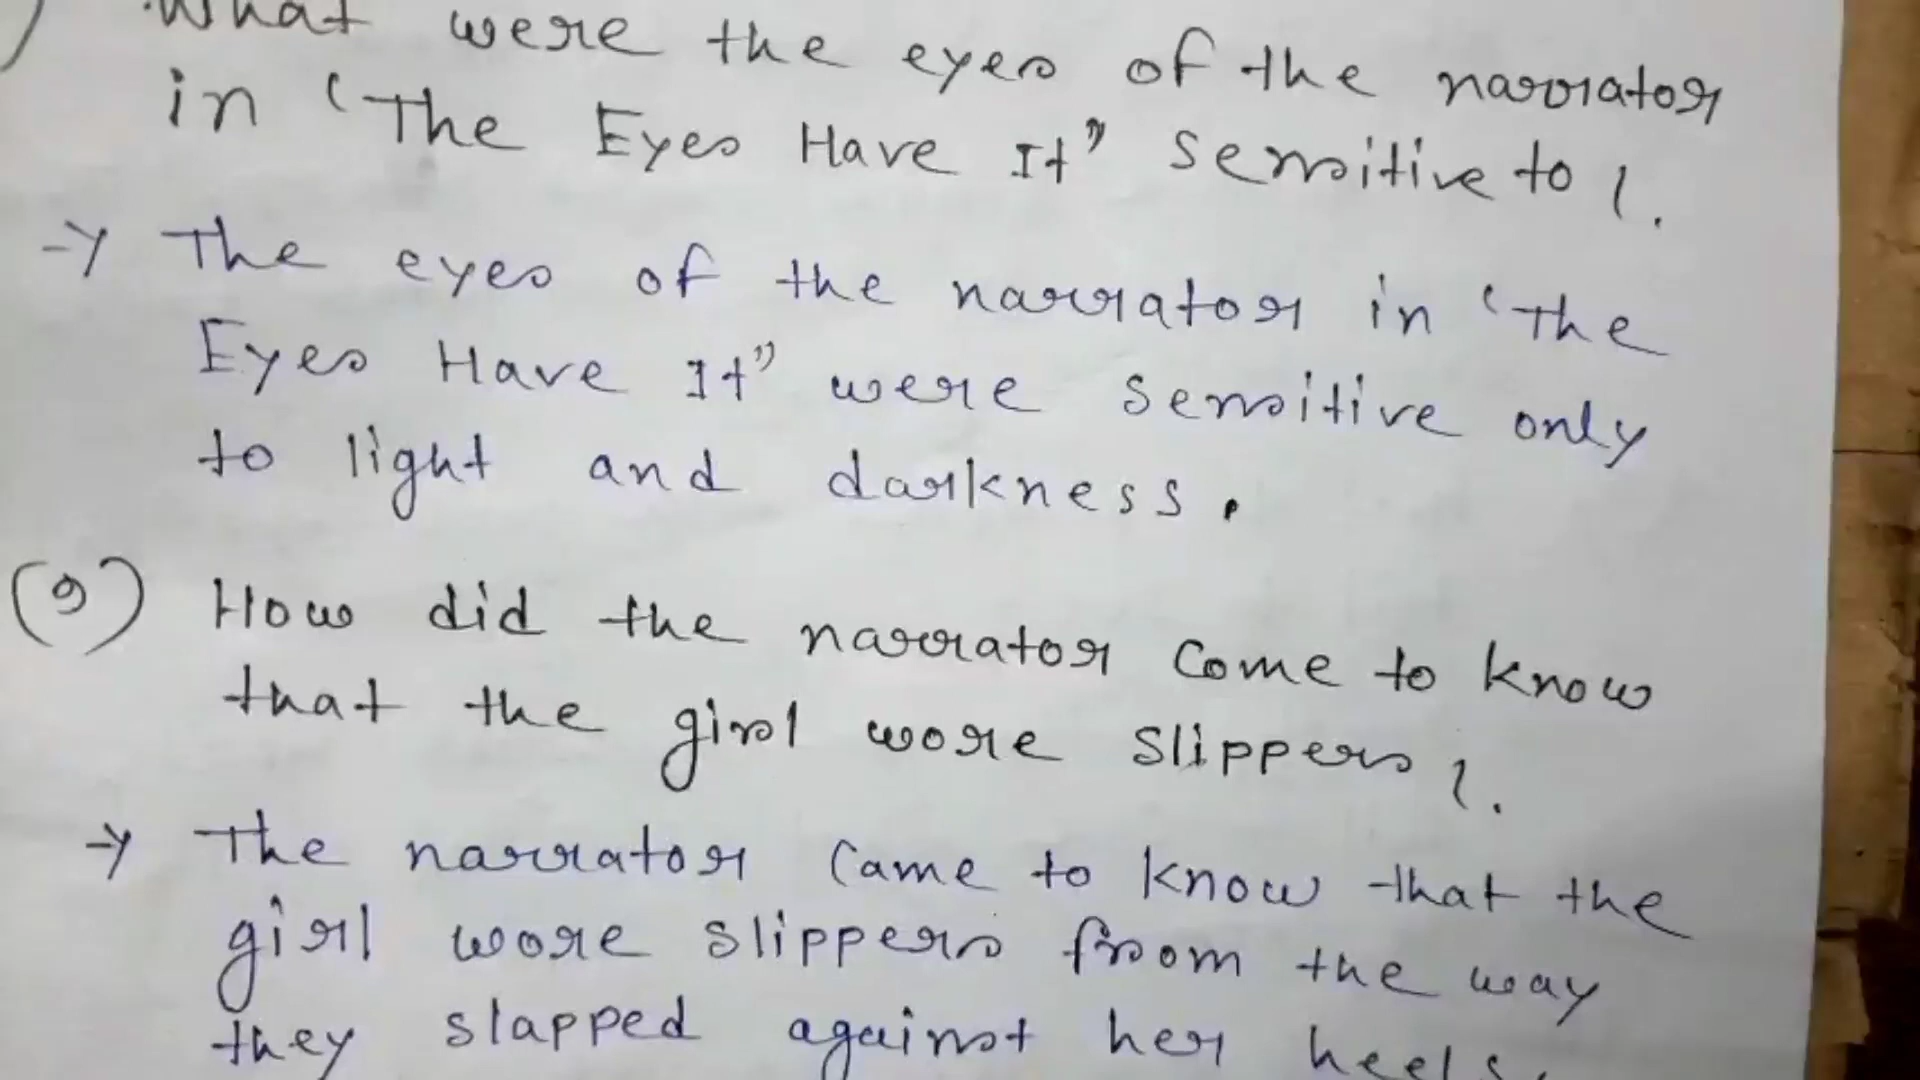 ) What were the eyes of the narrator
in 'The Eyes Have It" sensitive to ?
→ The eyes of the narrator in 'The
Eyes Have It" were sensitive only
to light and darkness.
(9) How did the narrator come to know
that the girl wore slippers ?
→ The narrator came to know that the
girl wore slippers from the way
they slapped against her heels.